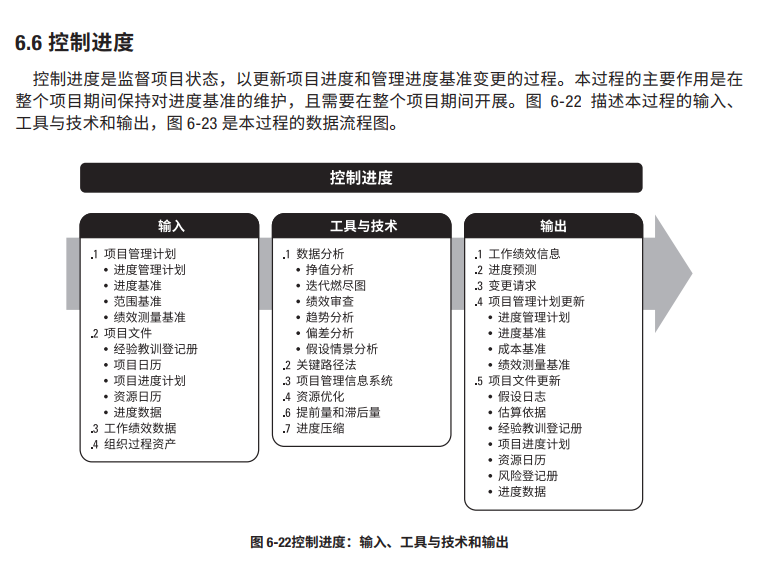 6.6 控制进度
控制进度是监督项目状态，以更新项目进度和管理进度基准变更的过程。本过程的主要作用是在
整个项目期间保持对进度基准的维护，且需要在整个项目期间开展。图 6-22 描述本过程的输入、
工具与技术和输出，图 6-23 是本过程的数据流程图。
控制进度
输入
.1 项目管理计划
• 进度管理计划
• 进度基准
• 范围基准
• 绩效测量基准
.2 项目文件
• 经验教训登记册
• 项目日历
• 项目进度计划
• 资源日历
• 进度数据
.3 工作绩效数据
.4 组织过程资产
工具与技术
.1 数据分析
• 挣值分析
• 迭代燃尽图
• 绩效审查
• 趋势分析
• 偏差分析
• 假设情景分析
.2 关键路径法
.3 项目管理信息系统
.4 资源优化
.6 提前量和滞后量
.7 进度压缩
输出
.1 工作绩效信息
.2 进度预测
.3 变更请求
.4 项目管理计划更新
• 进度管理计划
• 进度基准
• 成本基准
• 绩效测量基准
.5 项目文件更新
• 假设日志
• 估算依据
• 经验教训登记册
• 项目进度计划
• 资源日历
• 风险登记册
• 进度数据
图 6-22控制进度：输入、工具与技术和输出